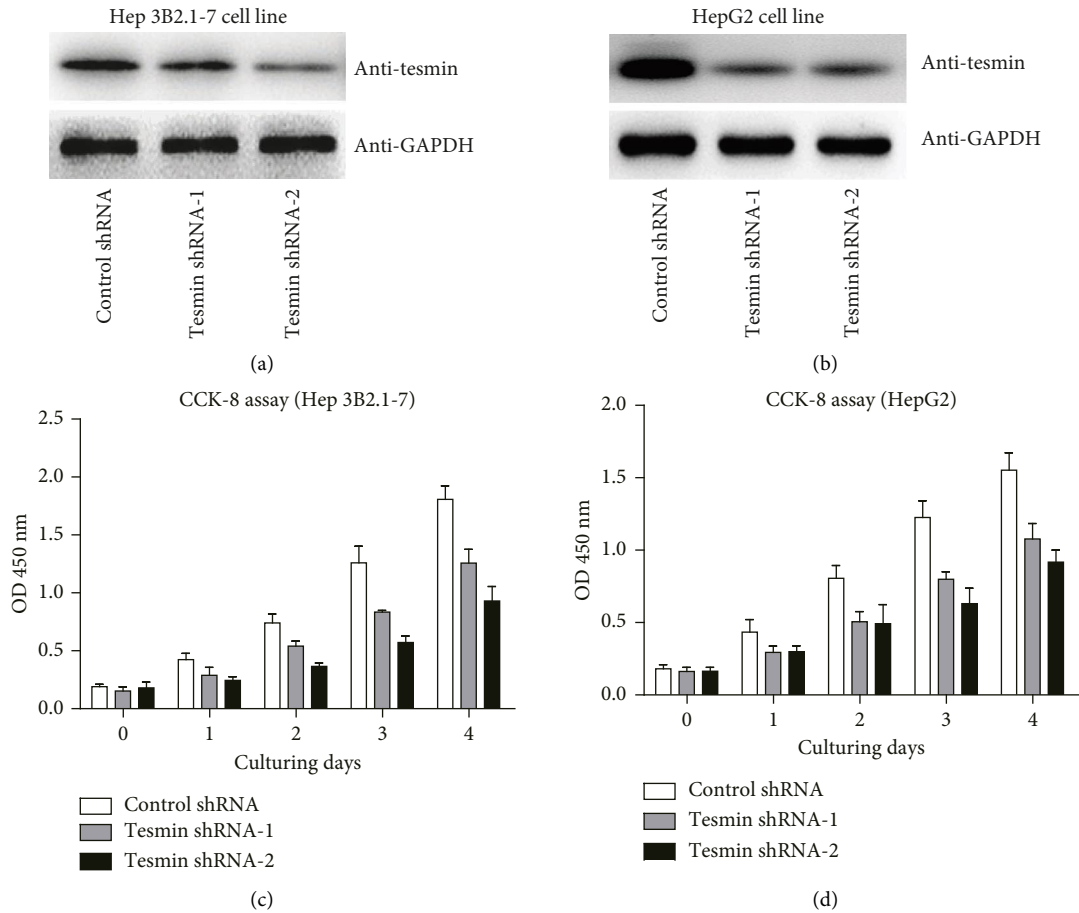 Hep 3B2.1-7 cell line
Anti-tesmin
Anti-GAPDH
Control shRNA
Tesmin shRNA-1
Tesmin shRNA-2
(a)
HepG2 cell line
Anti-tesmin
Anti-GAPDH
Control shRNA
Tesmin shRNA-1
Tesmin shRNA-2
(b)
CCK-8 assay (Hep 3B2.1-7)
2.5
2.0
1.5
1.0
0.5
0.0
OD 450 nm
0 1 2 3 4
Culturing days
Control shRNA
Tesmin shRNA-1
Tesmin shRNA-2
(c)
CCK-8 assay (HepG2)
2.0
1.5
1.0
0.5
0.0
OD 450 nm
0 1 2 3 4
Culturing days
Control shRNA
Tesmin shRNA-1
Tesmin shRNA-2
(d)